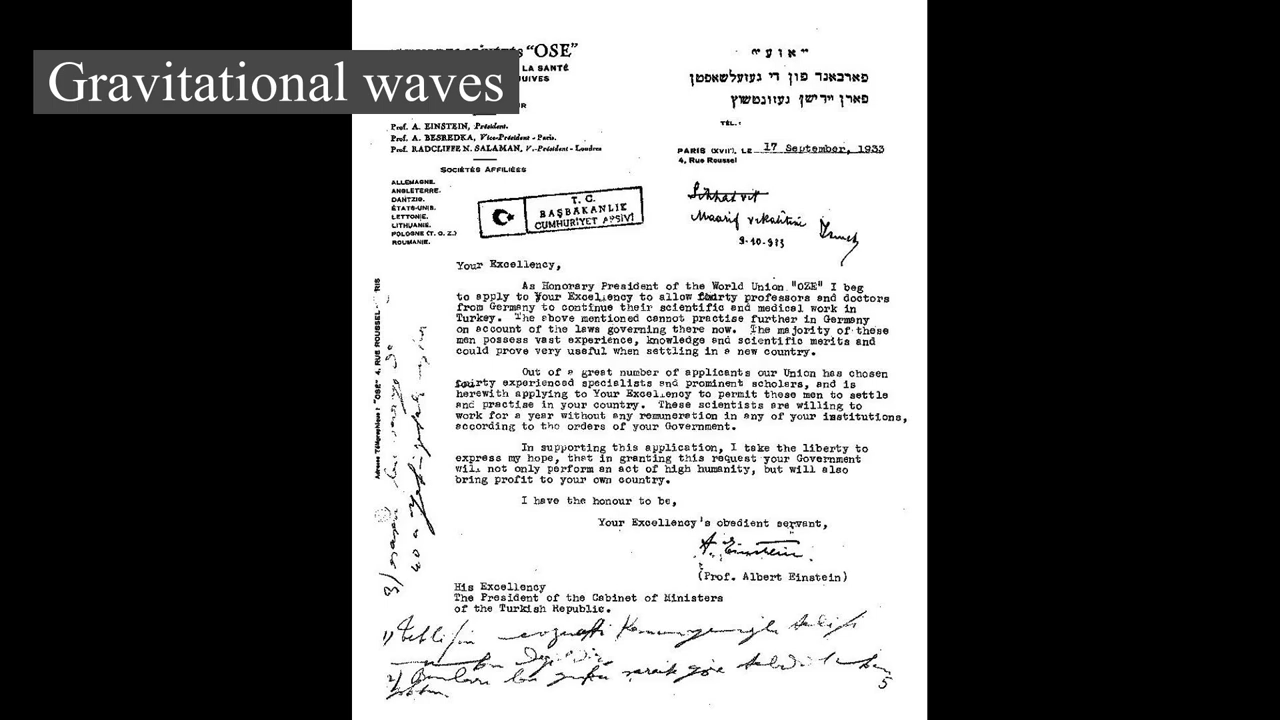 Gravitational waves
"OSE"
LA SANTÉ
JUIVES
Prof. A. EINSTEIN, Président.
Prof. A. BESREDKA, Vice-Président - Paris.
Prof. RADCLIFFE N. SALAMAN, V.-Président - Londres
SOCIÉTÉS AFFILIÉES
ALLEMAGNE.
ANGLETERRE.
DANTZIG.
ÉTATS-UNIS.
LETTONIE.
LITHUANIE.
POLOGNE (T. O. Z.)
ROUMANIE.
T. C.
BAŞBAKANLIK
CUMHURİYET ARŞİVİ
"אזע"
פארבאנד פון די געזעלשאפטן
פארן יידישן געזונטשוץ
TÉL.:
PARIS (XVIIe), LE 17 September, 1933
4, Rue Roussel
Maarif vekaletine
9-10-933
Your Excellency,
As Honorary President of the World Union "OZE" I beg
to apply to Your Excellency to allow fourty professors and doctors
from Germany to continue their scientific and medical work in
Turkey. The above mentioned cannot practise further in Germany
on account of the laws governing there now. The majority of these
men possess vast experience, knowledge and scientific merits and
could prove very useful when settling in a new country.
Out of a great number of applicants our Union has chosen
fourty experienced specialists and prominent scholars, and is
herewith applying to Your Excellency to permit these men to settle
and practise in your country. These scientists are willing to
work for a year without any remuneration in any of your institutions,
according to the orders of your Government.
In supporting this application, I take the liberty to
express my hope, that in granting this request your Government
will not only perform an act of high humanity, but will also
bring profit to your own country.
I have the honour to be,
Your Excellency's obedient servant,
A. Einstein.
(Prof. Albert Einstein)
His Excellency
The President of the Cabinet of Ministers
of the Turkish Republic.
Adresse Télégraphique: "OSE" 4, RUE ROUSSEL - PARIS